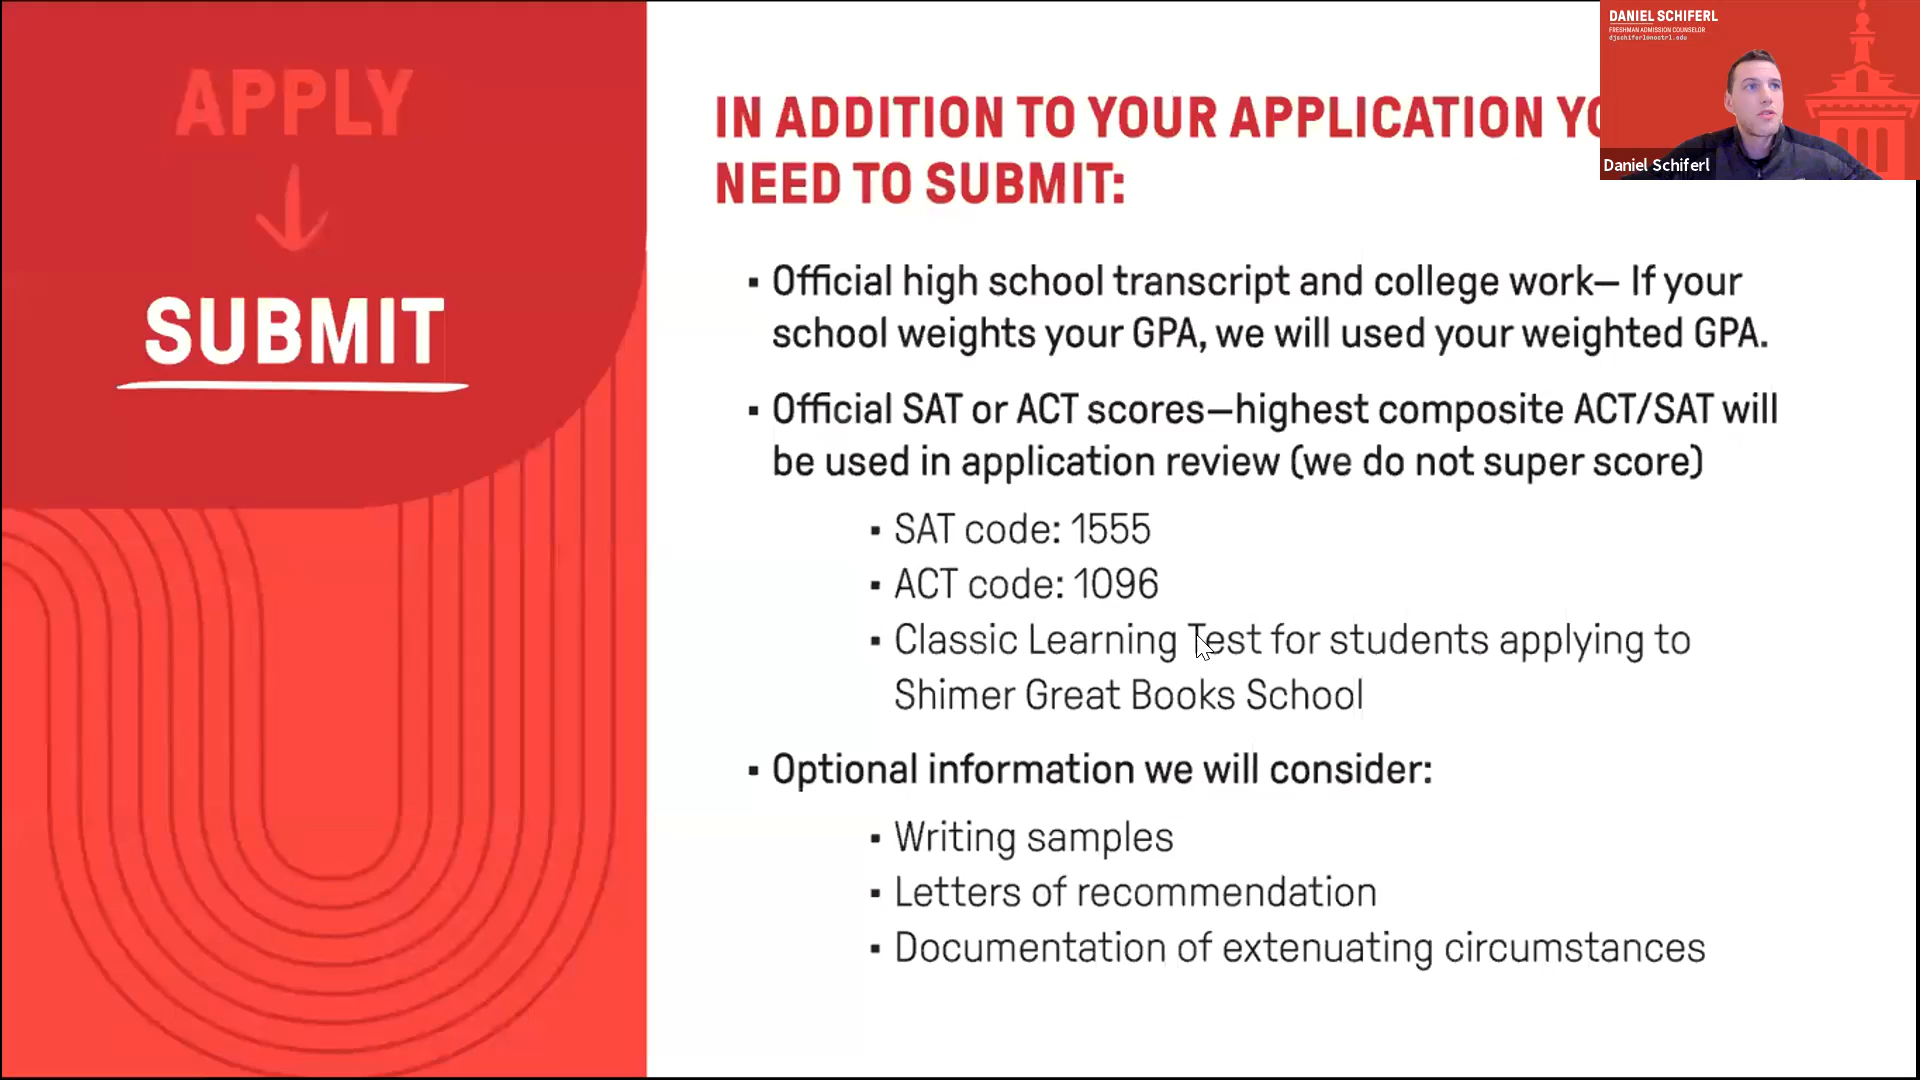 APPLY
SUBMIT
IN ADDITION TO YOUR APPLICATION
NEED TO SUBMIT:
▪ Official high school transcript and college work– If your
school weights your GPA, we will used your weighted GPA.
▪ Official SAT or ACT scores—highest composite ACT/SAT will
be used in application review (we do not super score)
▪ SAT code: 1555
▪ ACT code: 1096
▪ Classic Learning Test for students applying to
Shimer Great Books School
▪ Optional information we will consider:
▪ Writing samples
▪ Letters of recommendation
▪ Documentation of extenuating circumstances
DANIEL SCHIFERL
FRESHMAN ADMISSION COUNSELOR
djschiferl@noctrl.edu
Daniel Schiferl